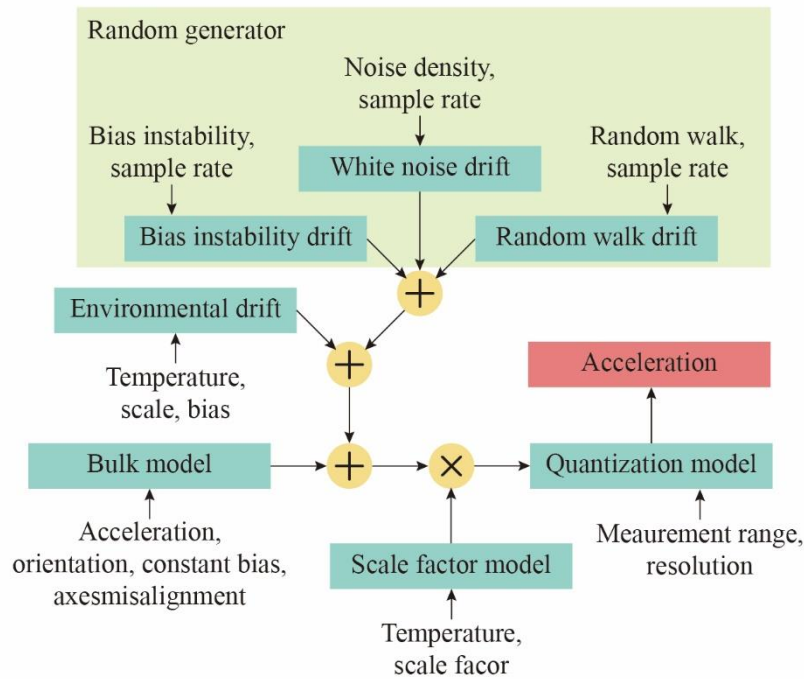 Random generator
Noise density,
sample rate
Bias instability,
sample rate
Random walk,
sample rate
White noise drift
Bias instability drift
Random walk drift
+
Environmental drift
+
Temperature,
scale, bias
Acceleration
Bulk model
+
×
Quantization model
Acceleration,
orientation, constant bias,
axesmisalignment
Scale factor model
Meaurement range,
resolution
Temperature,
scale facor